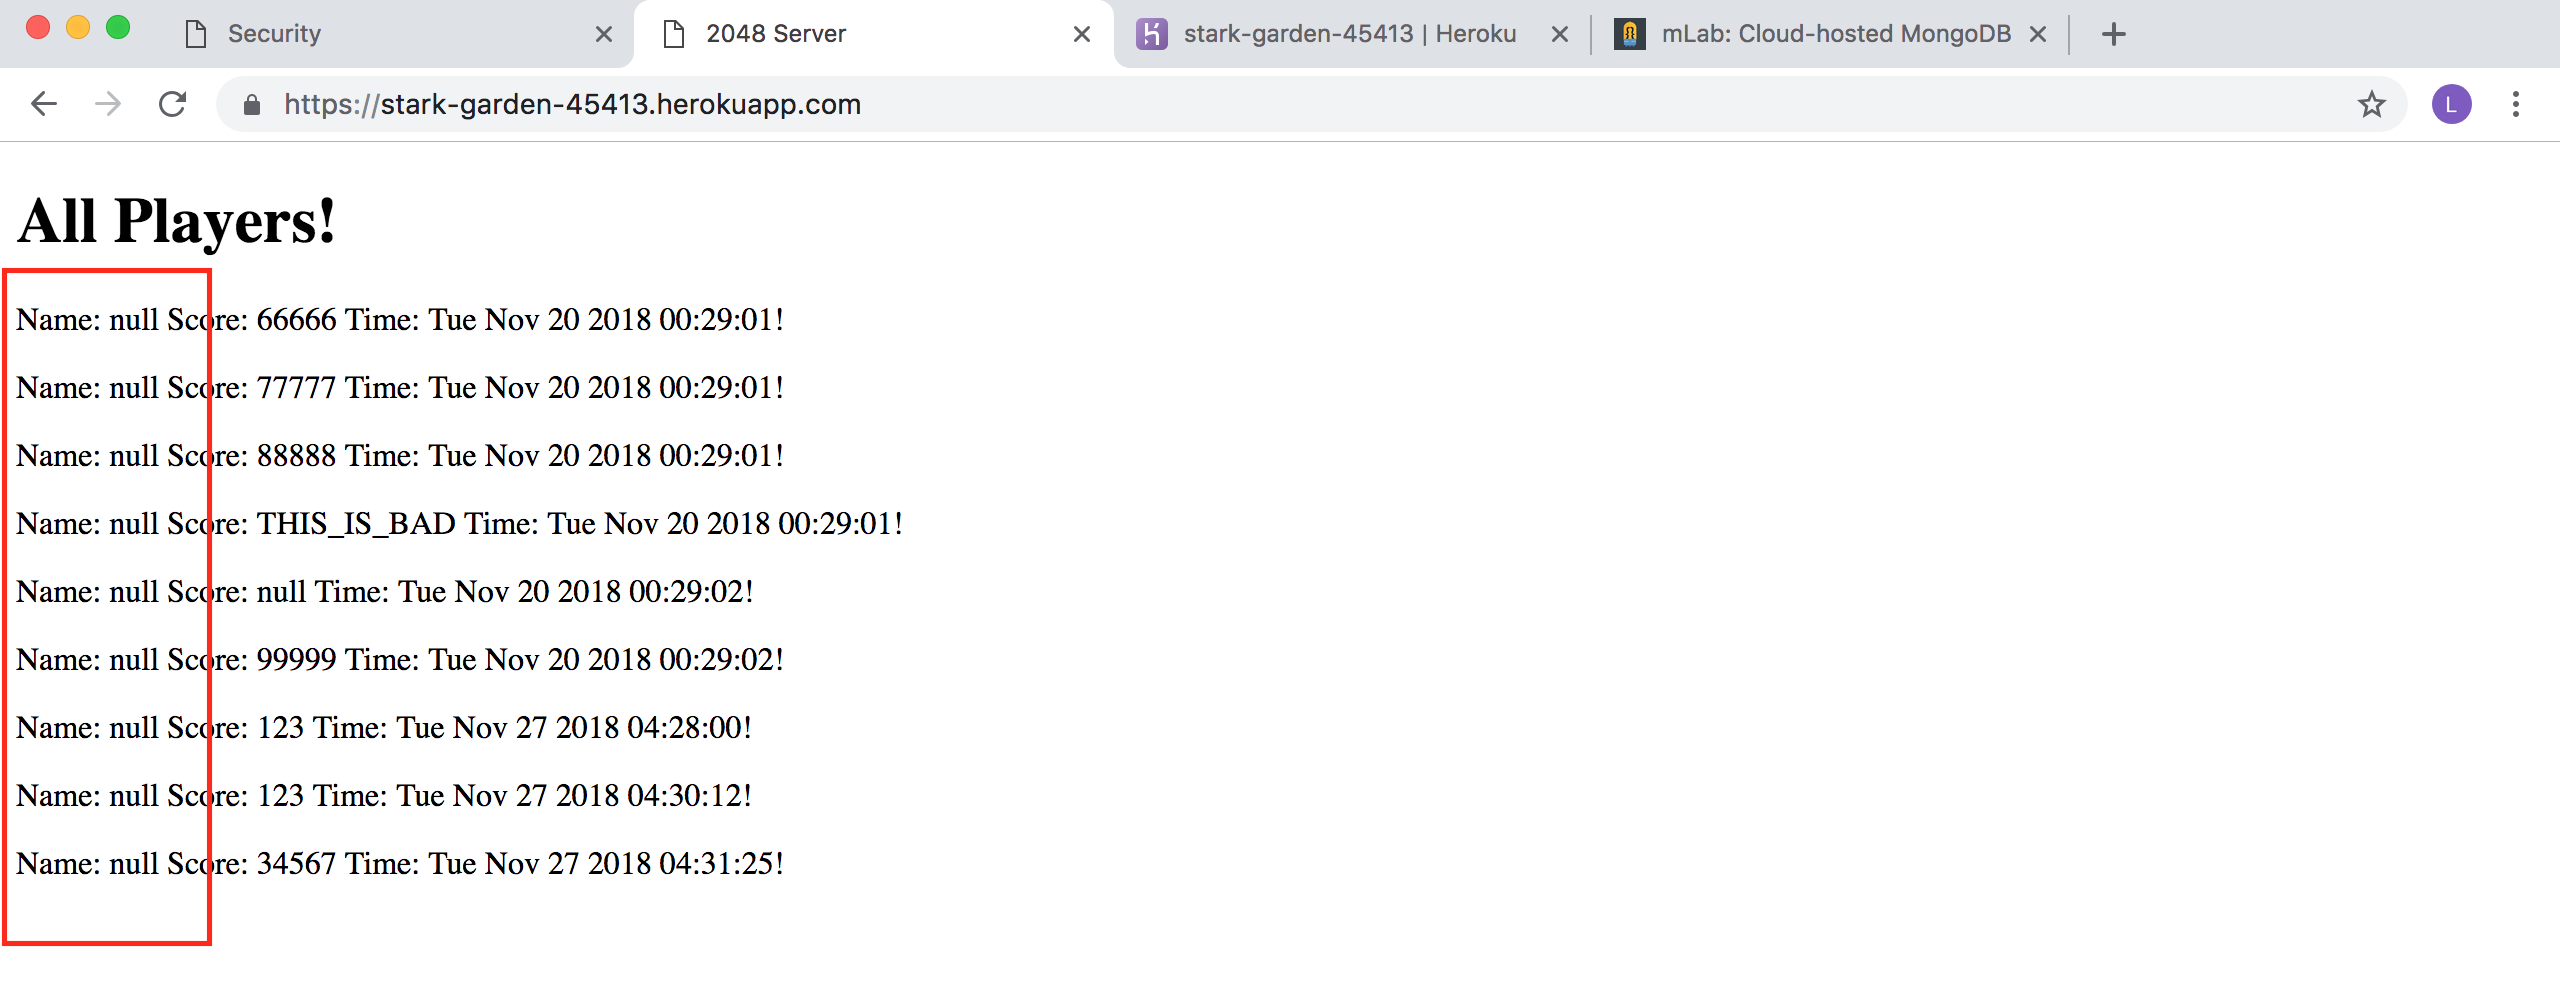 Security
2048 Server
stark-garden-45413 | Heroku
mLab: Cloud-hosted MongoDB
https://stark-garden-45413.herokuapp.com
L
All Players!
Name: null Score: 66666 Time: Tue Nov 20 2018 00:29:01!
Name: null Score: 77777 Time: Tue Nov 20 2018 00:29:01!
Name: null Score: 88888 Time: Tue Nov 20 2018 00:29:01!
Name: null Score: THIS_IS_BAD Time: Tue Nov 20 2018 00:29:01!
Name: null Score: null Time: Tue Nov 20 2018 00:29:02!
Name: null Score: 99999 Time: Tue Nov 20 2018 00:29:02!
Name: null Score: 123 Time: Tue Nov 27 2018 04:28:00!
Name: null Score: 123 Time: Tue Nov 27 2018 04:30:12!
Name: null Score: 34567 Time: Tue Nov 27 2018 04:31:25!